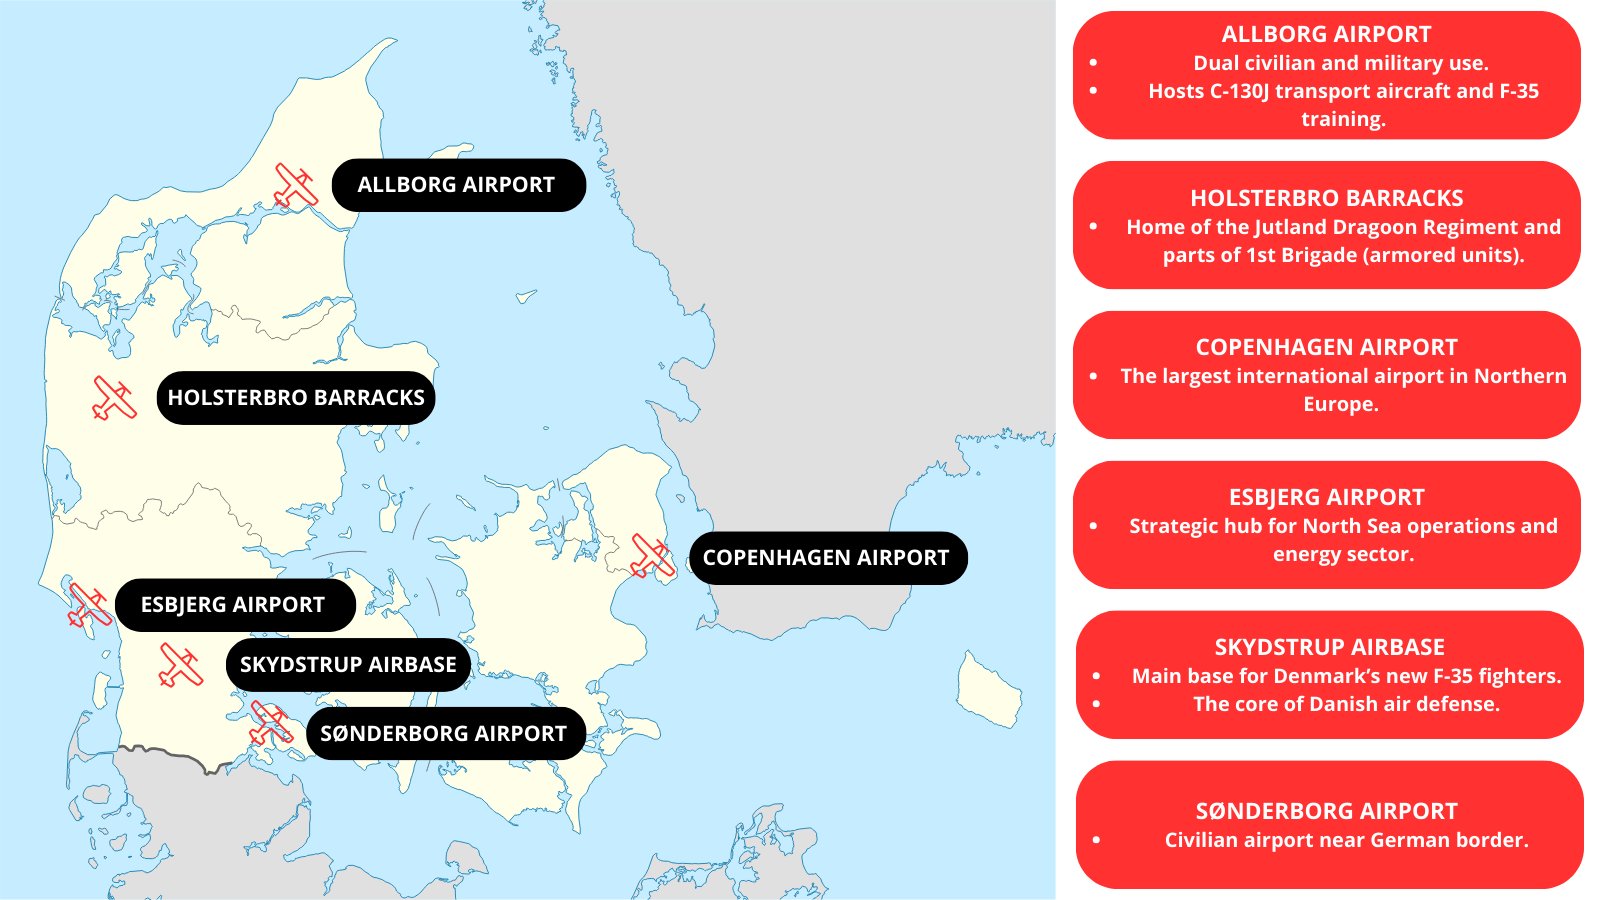 ALLBORG AIRPORT
HOLSTERBRO BARRACKS
COPENHAGEN AIRPORT
ESBJERG AIRPORT
SKYDSTRUP AIRBASE
SØNDERBORG AIRPORT
ALLBORG AIRPORT
• Dual civilian and military use.
• Hosts C-130J transport aircraft and F-35
training.
HOLSTERBRO BARRACKS
• Home of the Jutland Dragoon Regiment and
parts of 1st Brigade (armored units).
COPENHAGEN AIRPORT
• The largest international airport in Northern
Europe.
ESBJERG AIRPORT
• Strategic hub for North Sea operations and
energy sector.
SKYDSTRUP AIRBASE
• Main base for Denmark’s new F-35 fighters.
• The core of Danish air defense.
SØNDERBORG AIRPORT
• Civilian airport near German border.